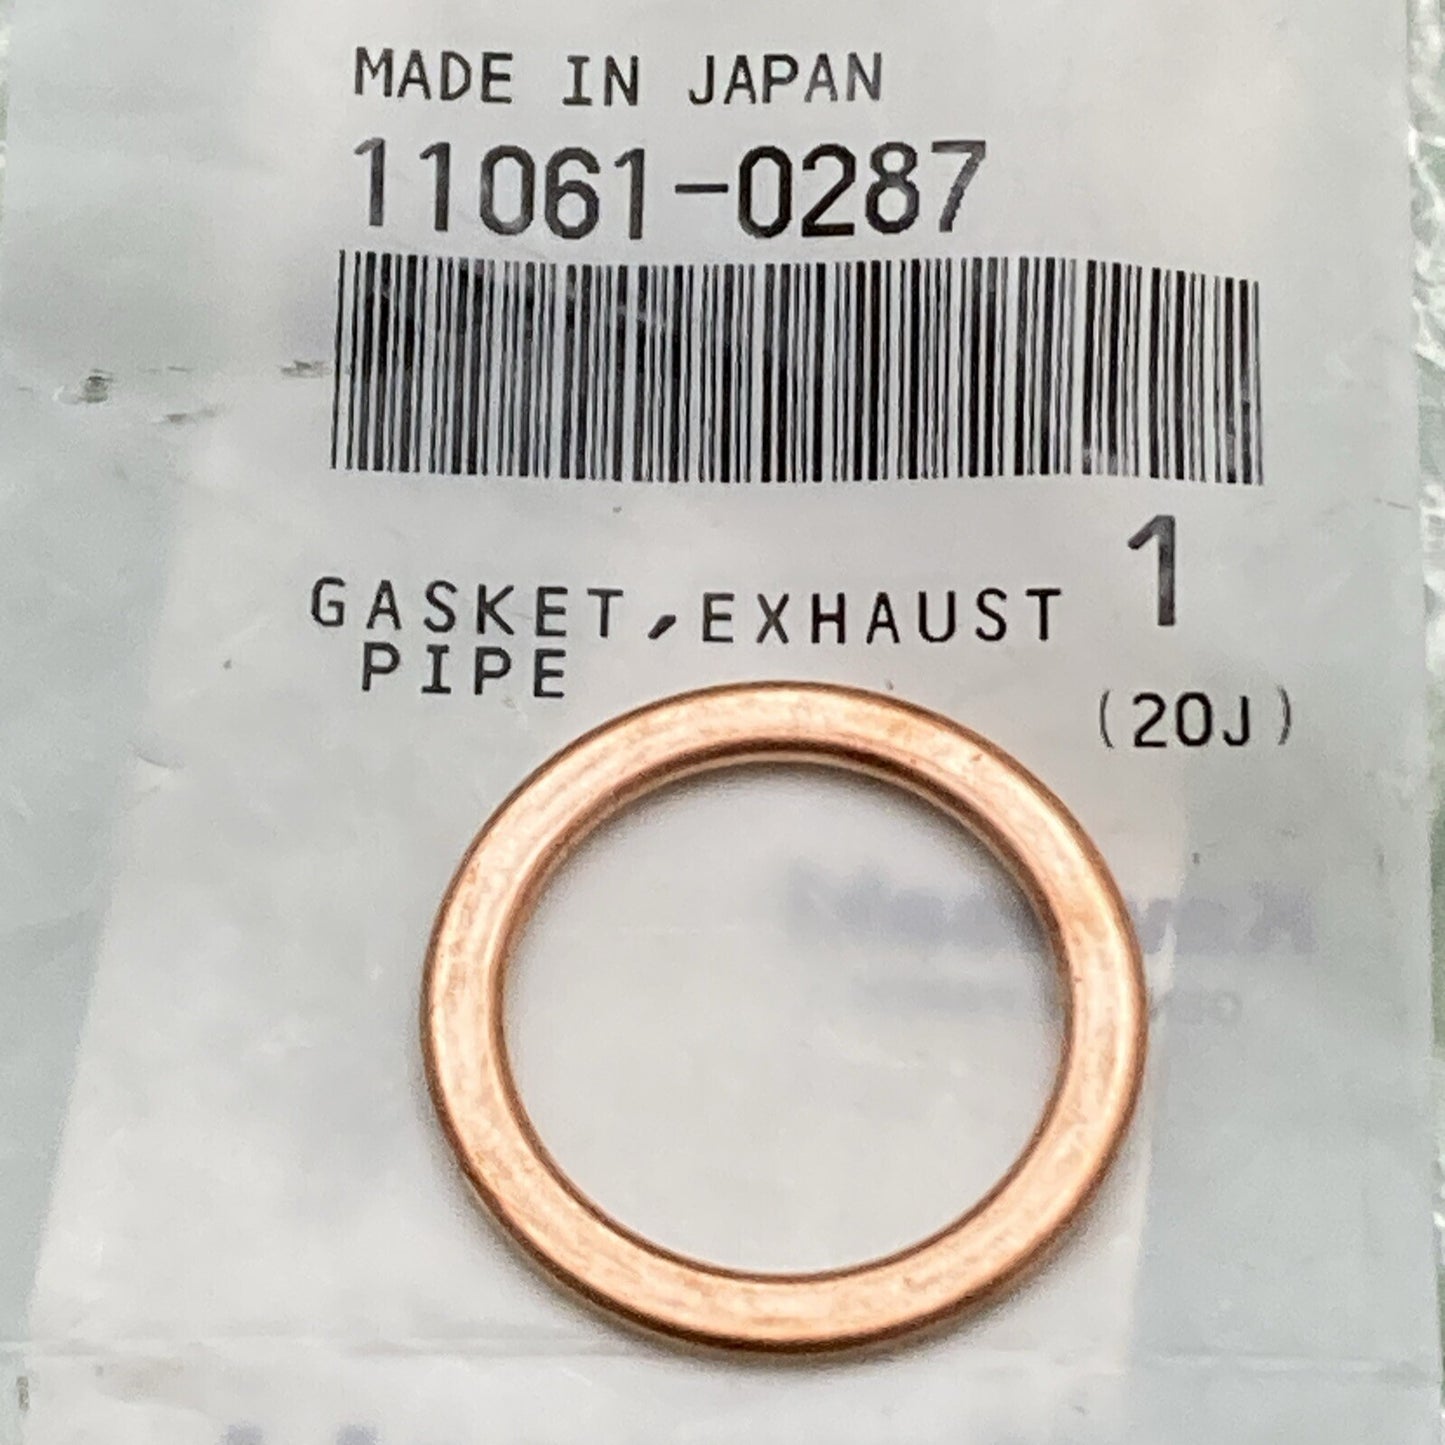 MADE IN JAPAN
11061-0287
GASKET,EXHAUST 1
PIPE
(20J)